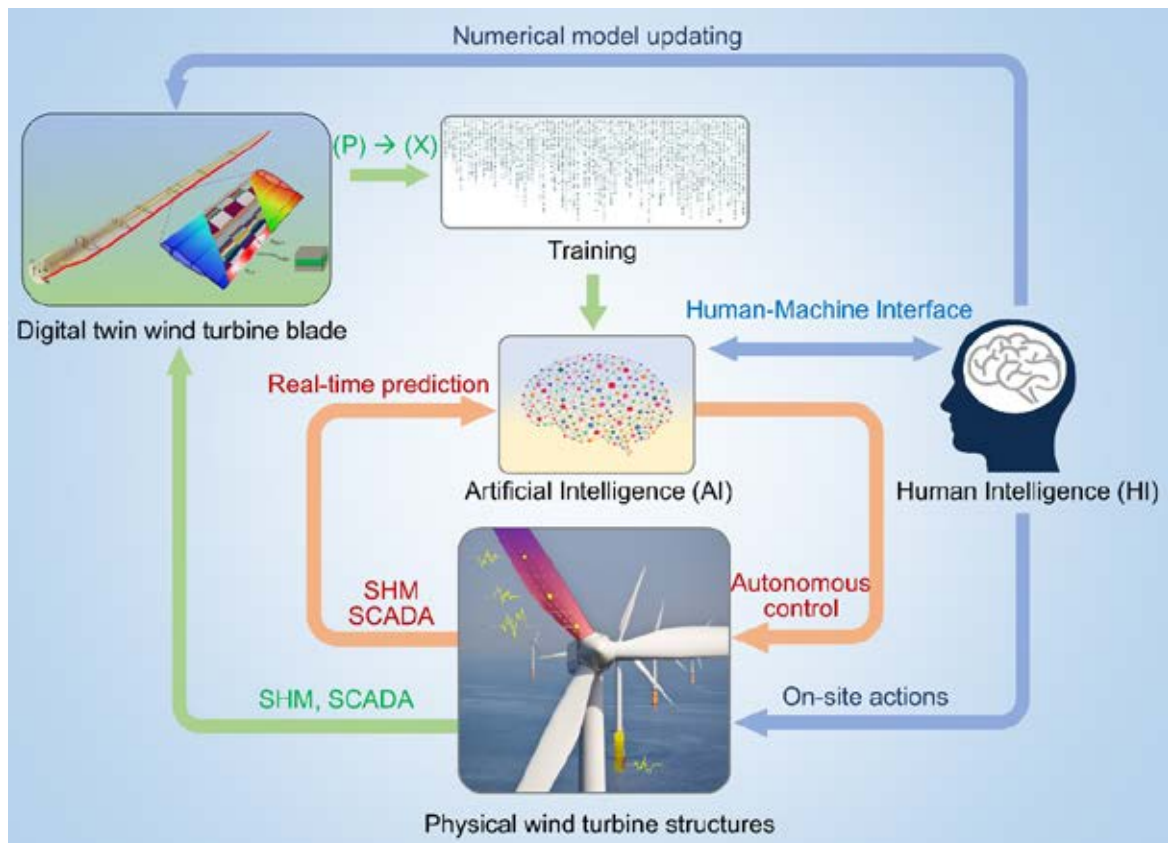 Numerical model updating
(P) → (X)
Training
Digital twin wind turbine blade
Human-Machine Interface
Real-time prediction
Artificial Intelligence (AI)
Human Intelligence (HI)
SHM
SCADA
Autonomous
control
SHM, SCADA
On-site actions
Physical wind turbine structures